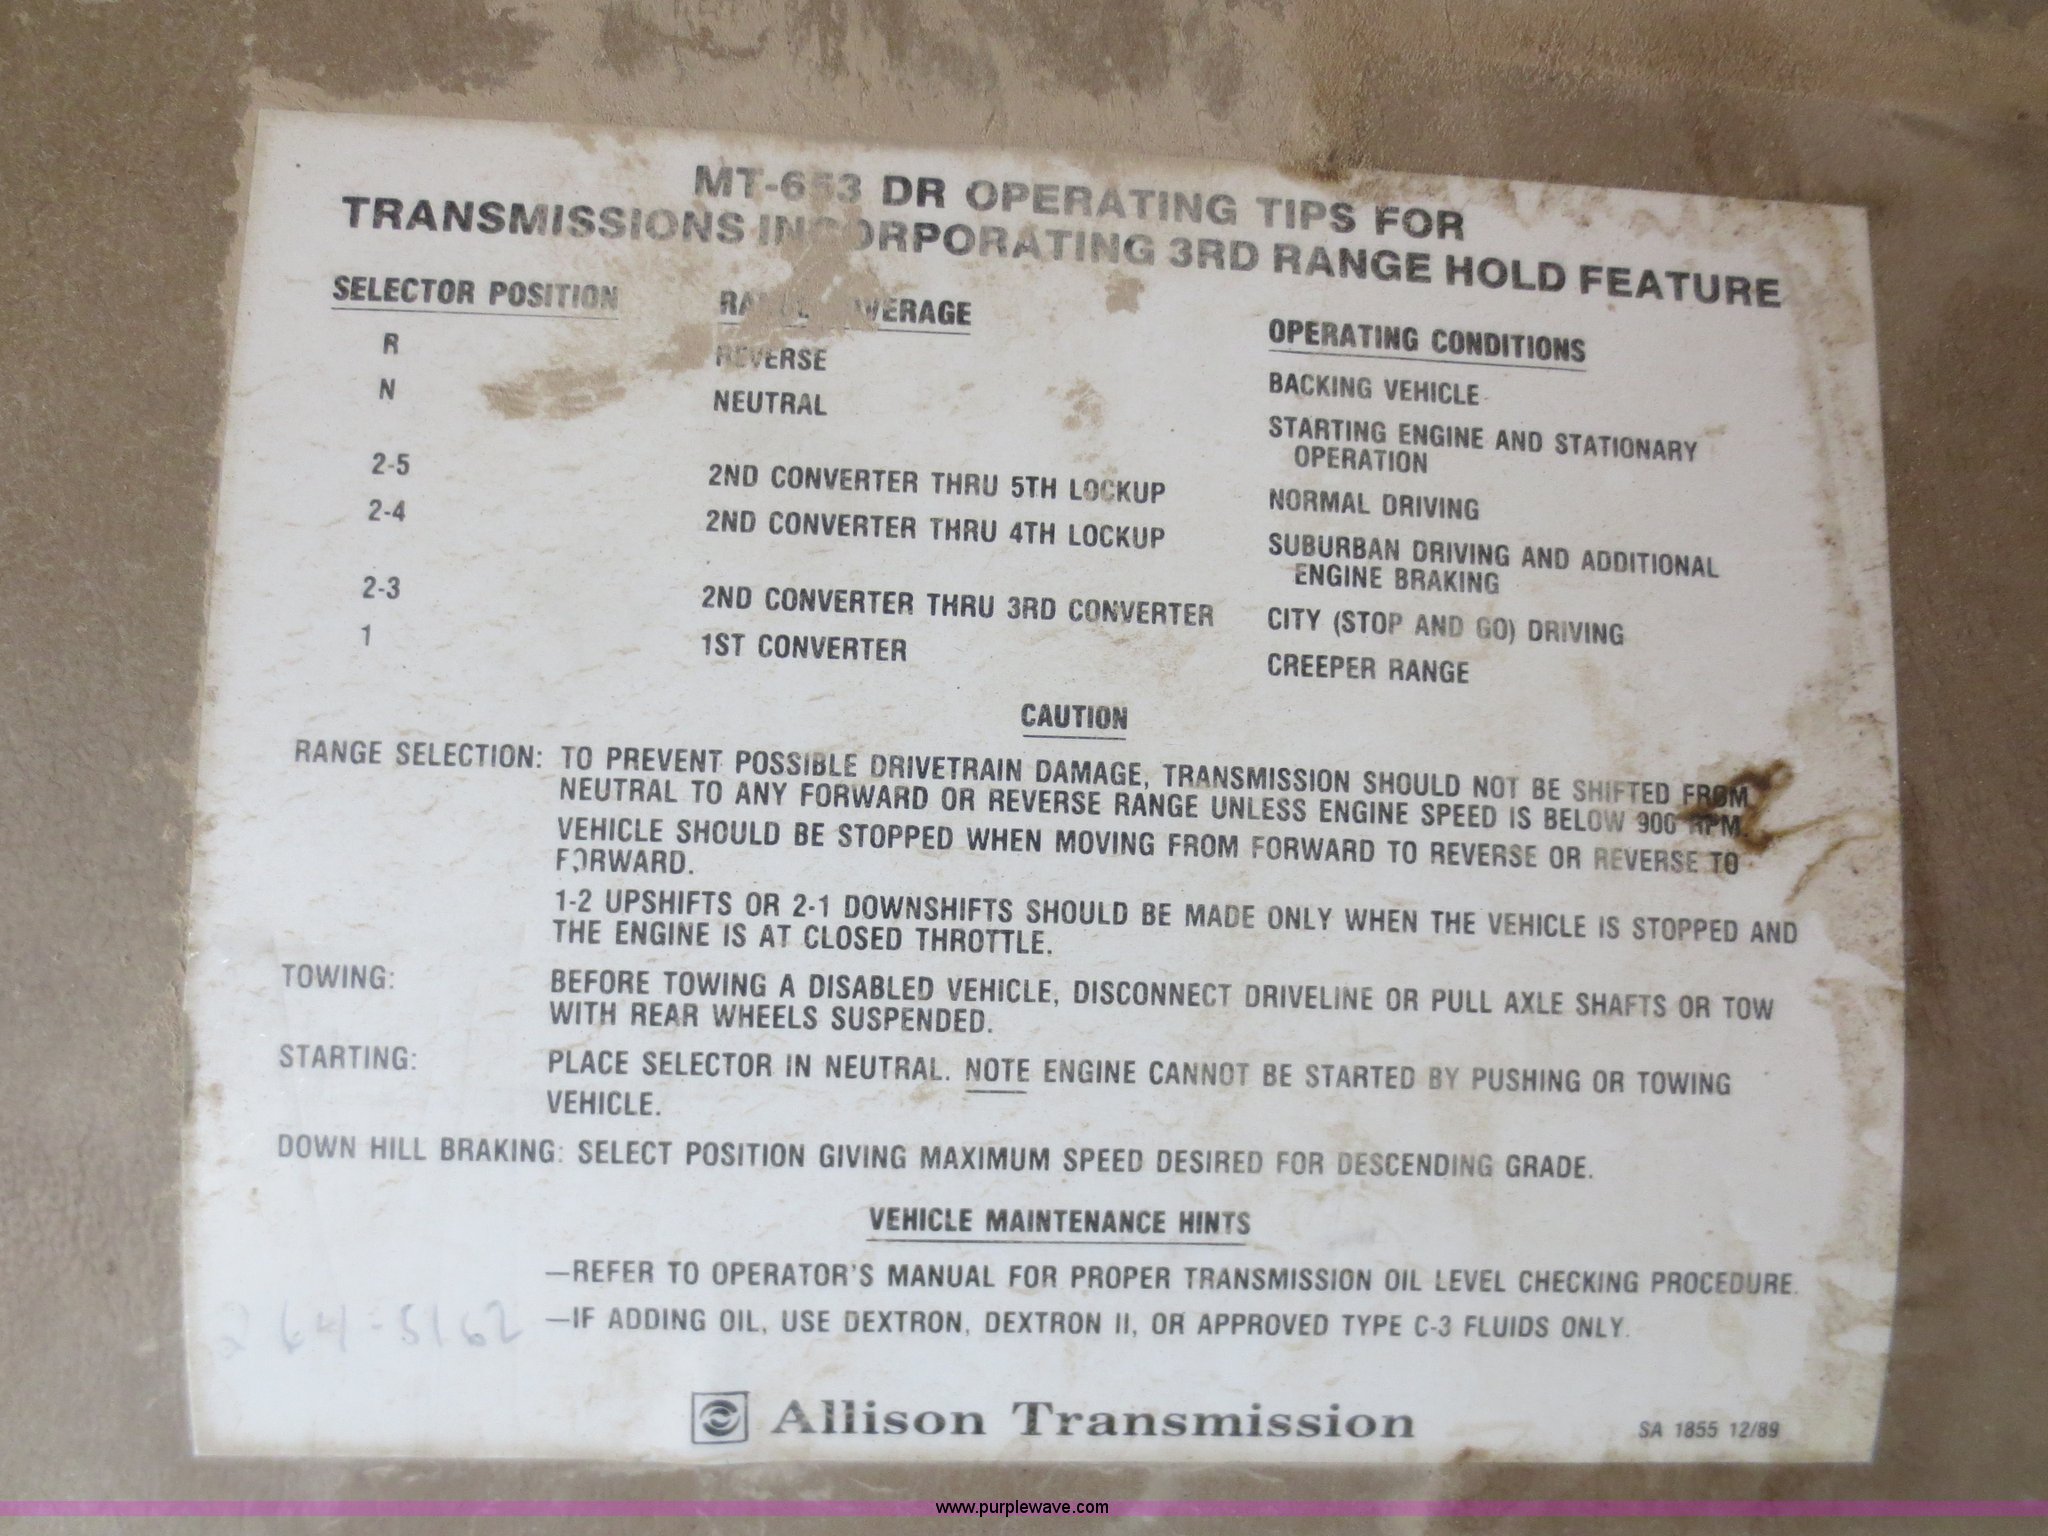 MT-653 DR OPERATING TIPS FOR
TRANSMISSIONS INCORPORATING 3RD RANGE HOLD FEATURE
SELECTOR POSITION RANGE COVERAGE OPERATING CONDITIONS
R REVERSE BACKING VEHICLE
N NEUTRAL STARTING ENGINE AND STATIONARY
OPERATION
2-5 2ND CONVERTER THRU 5TH LOCKUP NORMAL DRIVING
2-4 2ND CONVERTER THRU 4TH LOCKUP SUBURBAN DRIVING AND ADDITIONAL
ENGINE BRAKING
2-3 2ND CONVERTER THRU 3RD CONVERTER CITY (STOP AND GO) DRIVING
1 1ST CONVERTER CREEPER RANGE
CAUTION
RANGE SELECTION: TO PREVENT POSSIBLE DRIVETRAIN DAMAGE, TRANSMISSION SHOULD NOT BE SHIFTED FROM
NEUTRAL TO ANY FORWARD OR REVERSE RANGE UNLESS ENGINE SPEED IS BELOW 900 RPM.
VEHICLE SHOULD BE STOPPED WHEN MOVING FROM FORWARD TO REVERSE OR REVERSE TO
FORWARD.
1-2 UPSHIFTS OR 2-1 DOWNSHIFTS SHOULD BE MADE ONLY WHEN THE VEHICLE IS STOPPED AND
THE ENGINE IS AT CLOSED THROTTLE.
TOWING: BEFORE TOWING A DISABLED VEHICLE, DISCONNECT DRIVELINE OR PULL AXLE SHAFTS OR TOW
WITH REAR WHEELS SUSPENDED.
STARTING: PLACE SELECTOR IN NEUTRAL. NOTE ENGINE CANNOT BE STARTED BY PUSHING OR TOWING
VEHICLE.
DOWN HILL BRAKING: SELECT POSITION GIVING MAXIMUM SPEED DESIRED FOR DESCENDING GRADE.
VEHICLE MAINTENANCE HINTS
—REFER TO OPERATOR'S MANUAL FOR PROPER TRANSMISSION OIL LEVEL CHECKING PROCEDURE.
—IF ADDING OIL, USE DEXTRON, DEXTRON II, OR APPROVED TYPE C-3 FLUIDS ONLY.
264-5162
Allison Transmission
SA 1855 12/89
www.purplewave.com